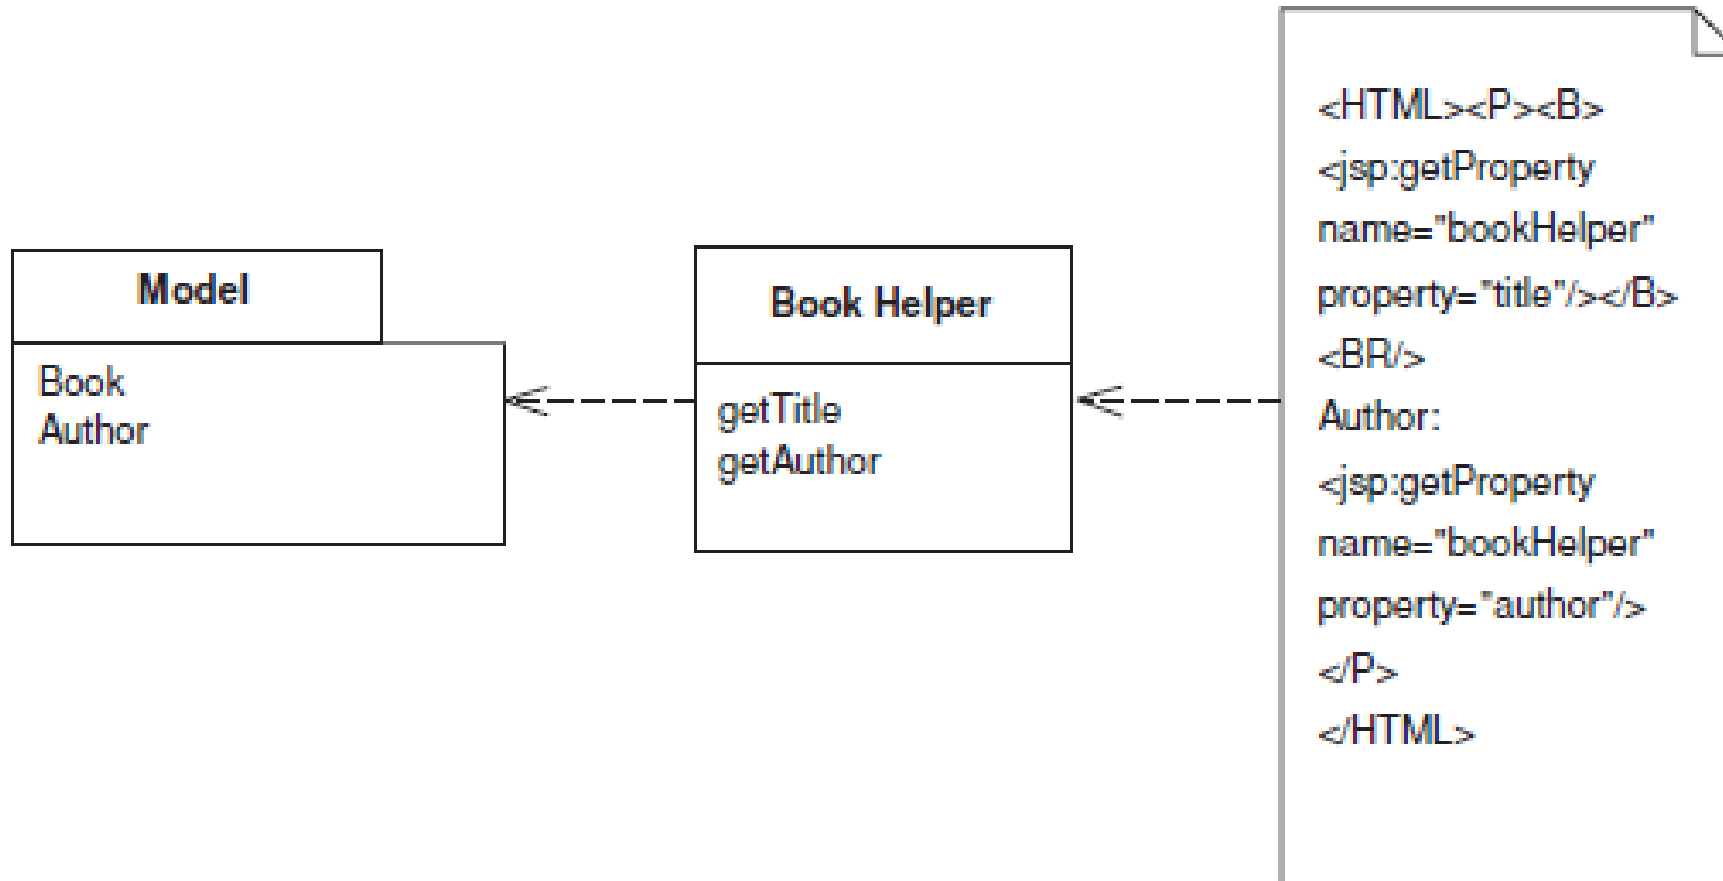 Model
Book
Author
Book Helper
getTitle
getAuthor
<HTML><P><B>
<jsp:getProperty
name="bookHelper"
property="title"/></B>
<BR/>
Author:
<jsp:getProperty
name="bookHelper"
property="author"/>
</P>
</HTML>